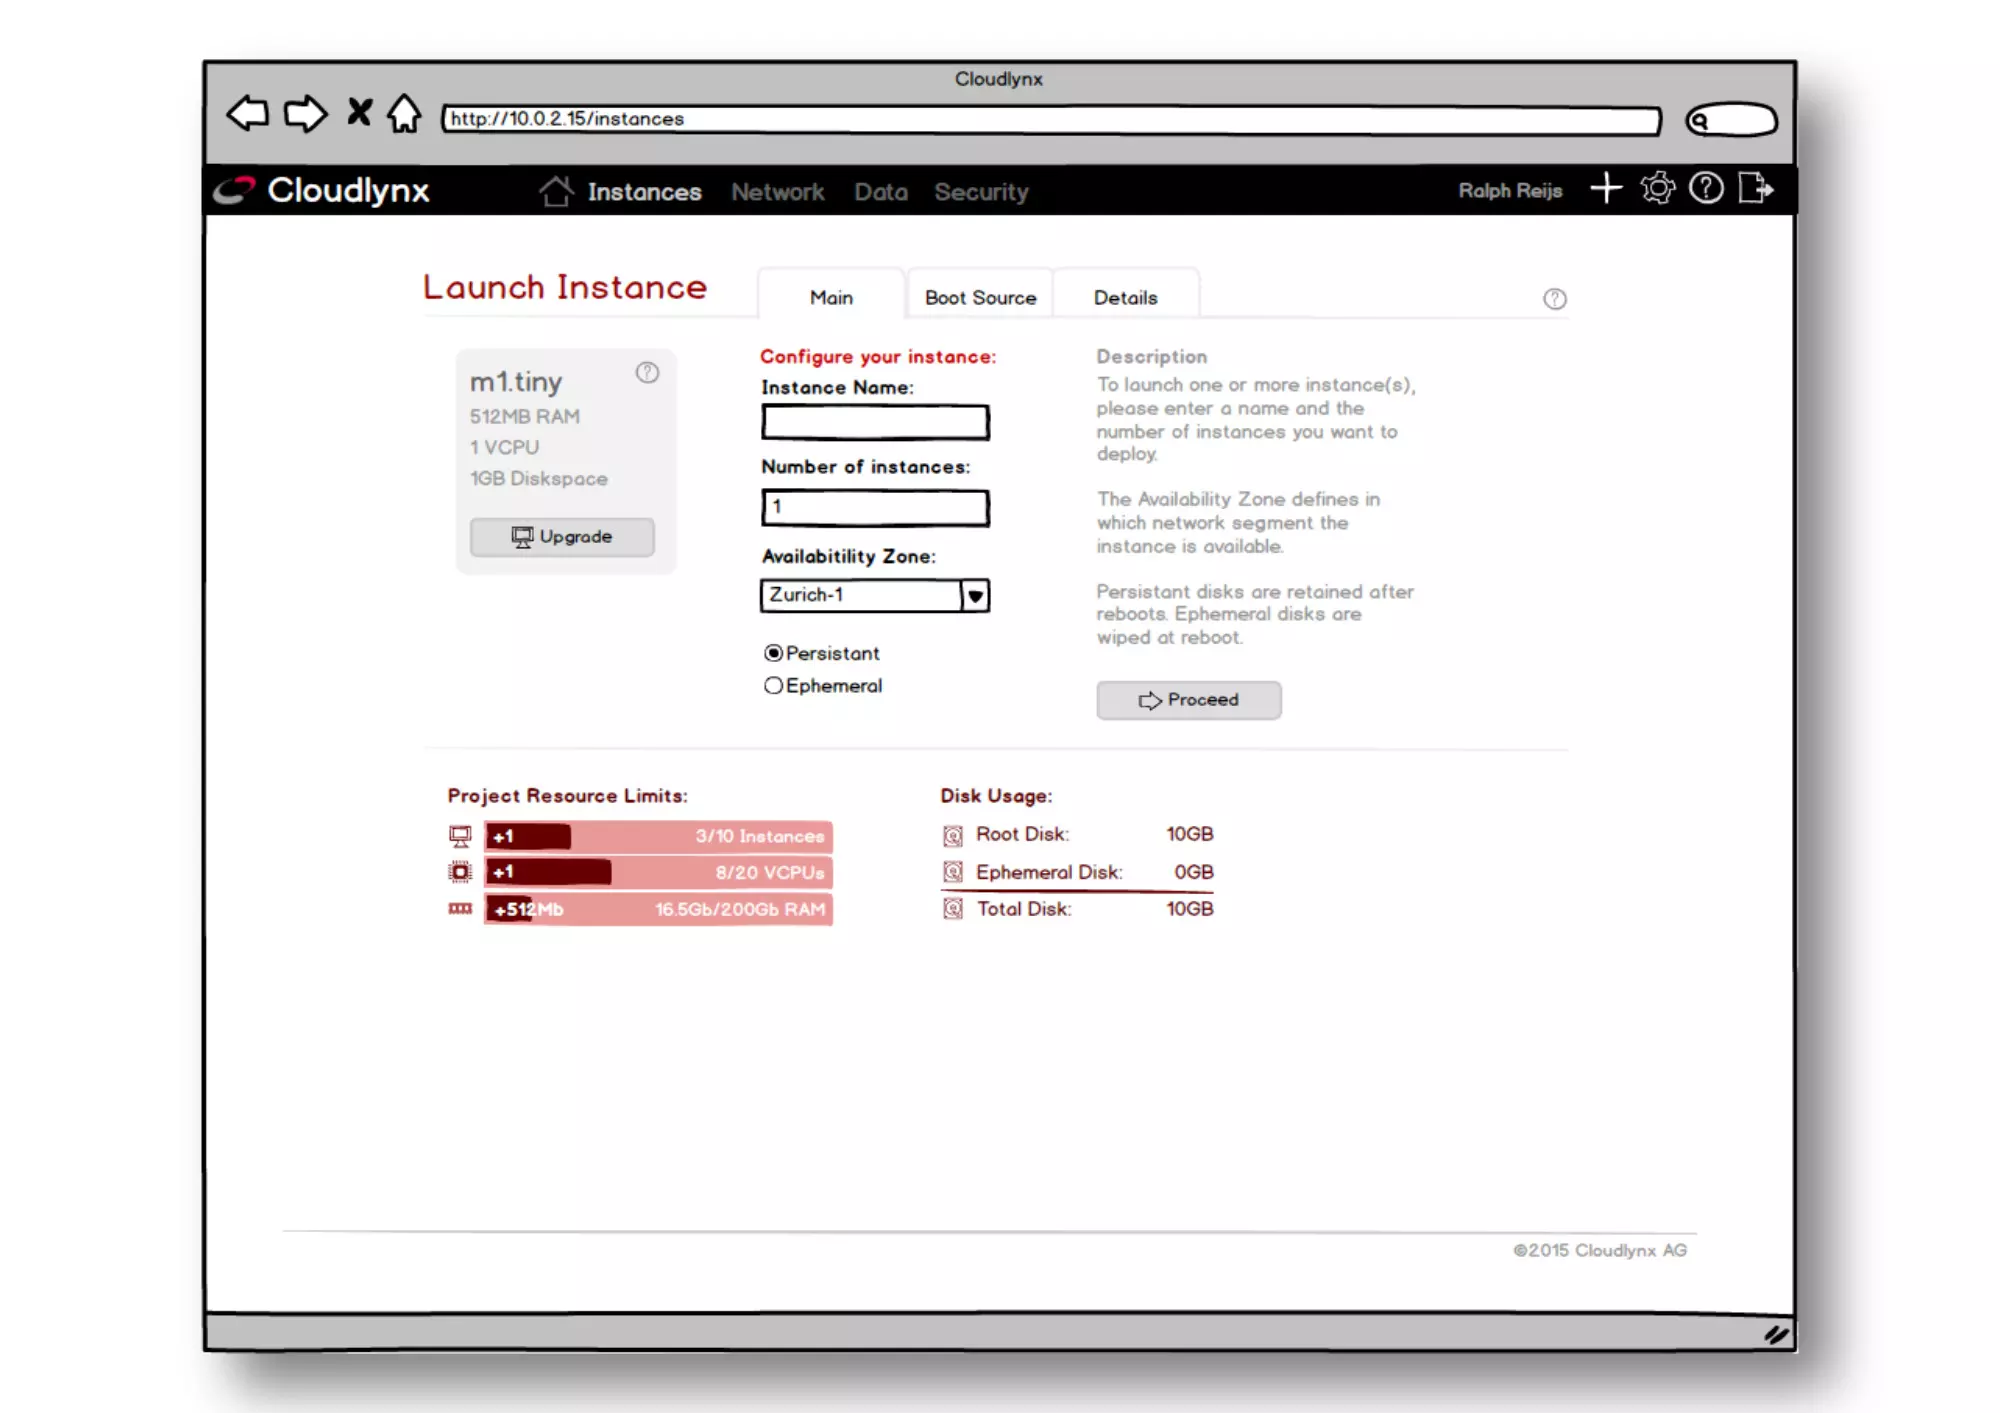 Cloudlynx
http://10.0.2.15/instances
Cloudlynx Instances Network Data Security Ralph Reijs
Launch Instance Main Boot Source Details
m1.tiny
512MB RAM
1 VCPU
1GB Diskspace
Upgrade
Configure your instance:
Instance Name:
Number of instances:
1
Availabitility Zone:
Zurich-1
Persistant
Ephemeral
Description
To launch one or more instance(s),
please enter a name and the
number of instances you want to
deploy.
The Availability Zone defines in
which network segment the
instance is available.
Persistant disks are retained after
reboots. Ephemeral disks are
wiped at reboot.
Proceed
Project Resource Limits:
+1 3/10 Instances
+1 8/20 VCPUs
+512Mb 16.5Gb/200Gb RAM
Disk Usage:
Root Disk: 10GB
Ephemeral Disk: 0GB
Total Disk: 10GB
©2015 Cloudlynx AG